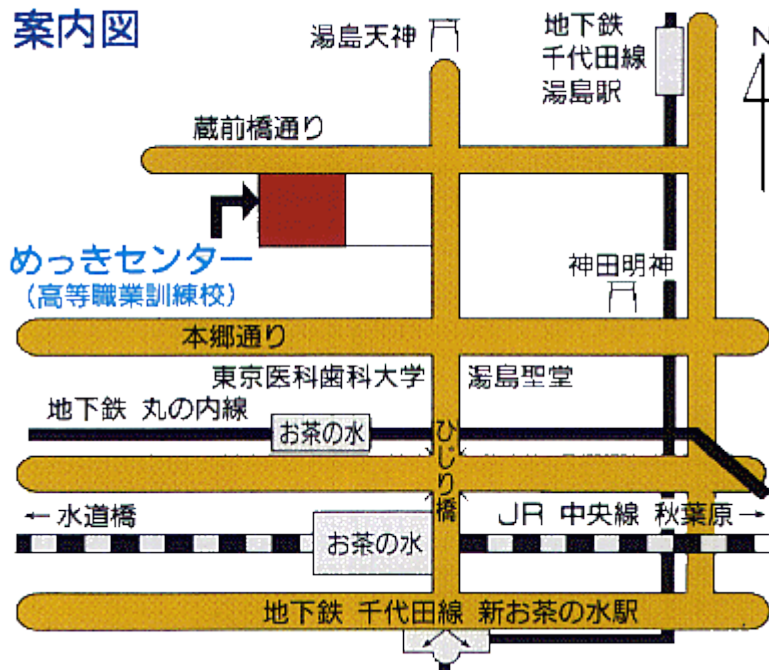 案内図
湯島天神
地下鉄
千代田線
湯島駅
N
蔵前橋通り
めっきセンター
(高等職業訓練校)
神田明神
本郷通り
東京医科歯科大学
湯島聖堂
地下鉄 丸の内線
お茶の水
ひじり橋
←水道橋
JR 中央線 秋葉原→
お茶の水
地下鉄 千代田線 新お茶の水駅